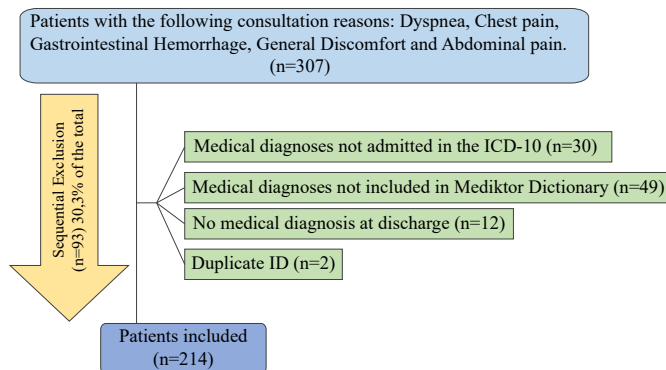 Patients with the following consultation reasons: Dyspnea, Chest pain,
Gastrointestinal Hemorrhage, General Discomfort and Abdominal pain.
(n=307)
Sequential Exclusion
(n=93) 30,3% of the total
Medical diagnoses not admitted in the ICD-10 (n=30)
Medical diagnoses not included in Mediktor Dictionary (n=49)
No medical diagnosis at discharge (n=12)
Duplicate ID (n=2)
Patients included
(n=214)